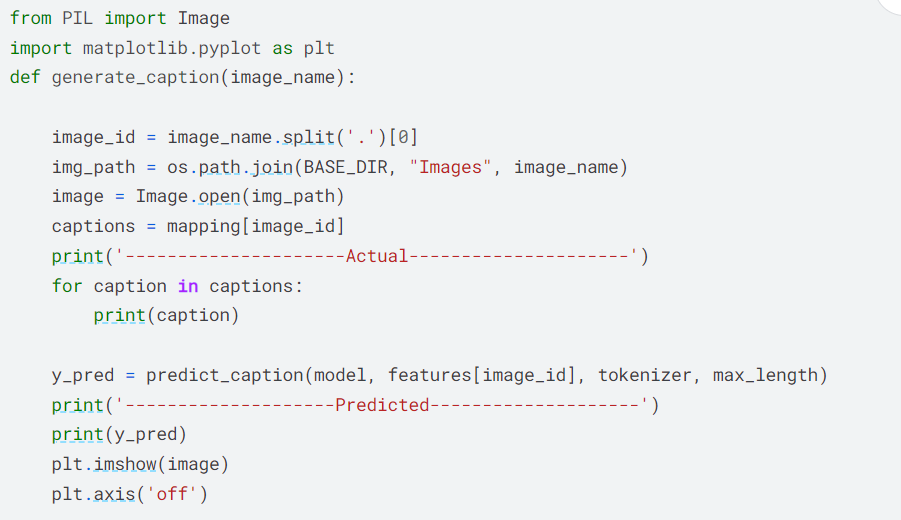 from PIL import Image
import matplotlib.pyplot as plt
def generate_caption(image_name):
    image_id = image_name.split('.')[0]
    img_path = os.path.join(BASE_DIR, "Images", image_name)
    image = Image.open(img_path)
    captions = mapping[image_id]
    print('---------------------Actual---------------------')
    for caption in captions:
        print(caption)
    y_pred = predict_caption(model, features[image_id], tokenizer, max_length)
    print('--------------------Predicted--------------------')
    print(y_pred)
    plt.imshow(image)
    plt.axis('off')